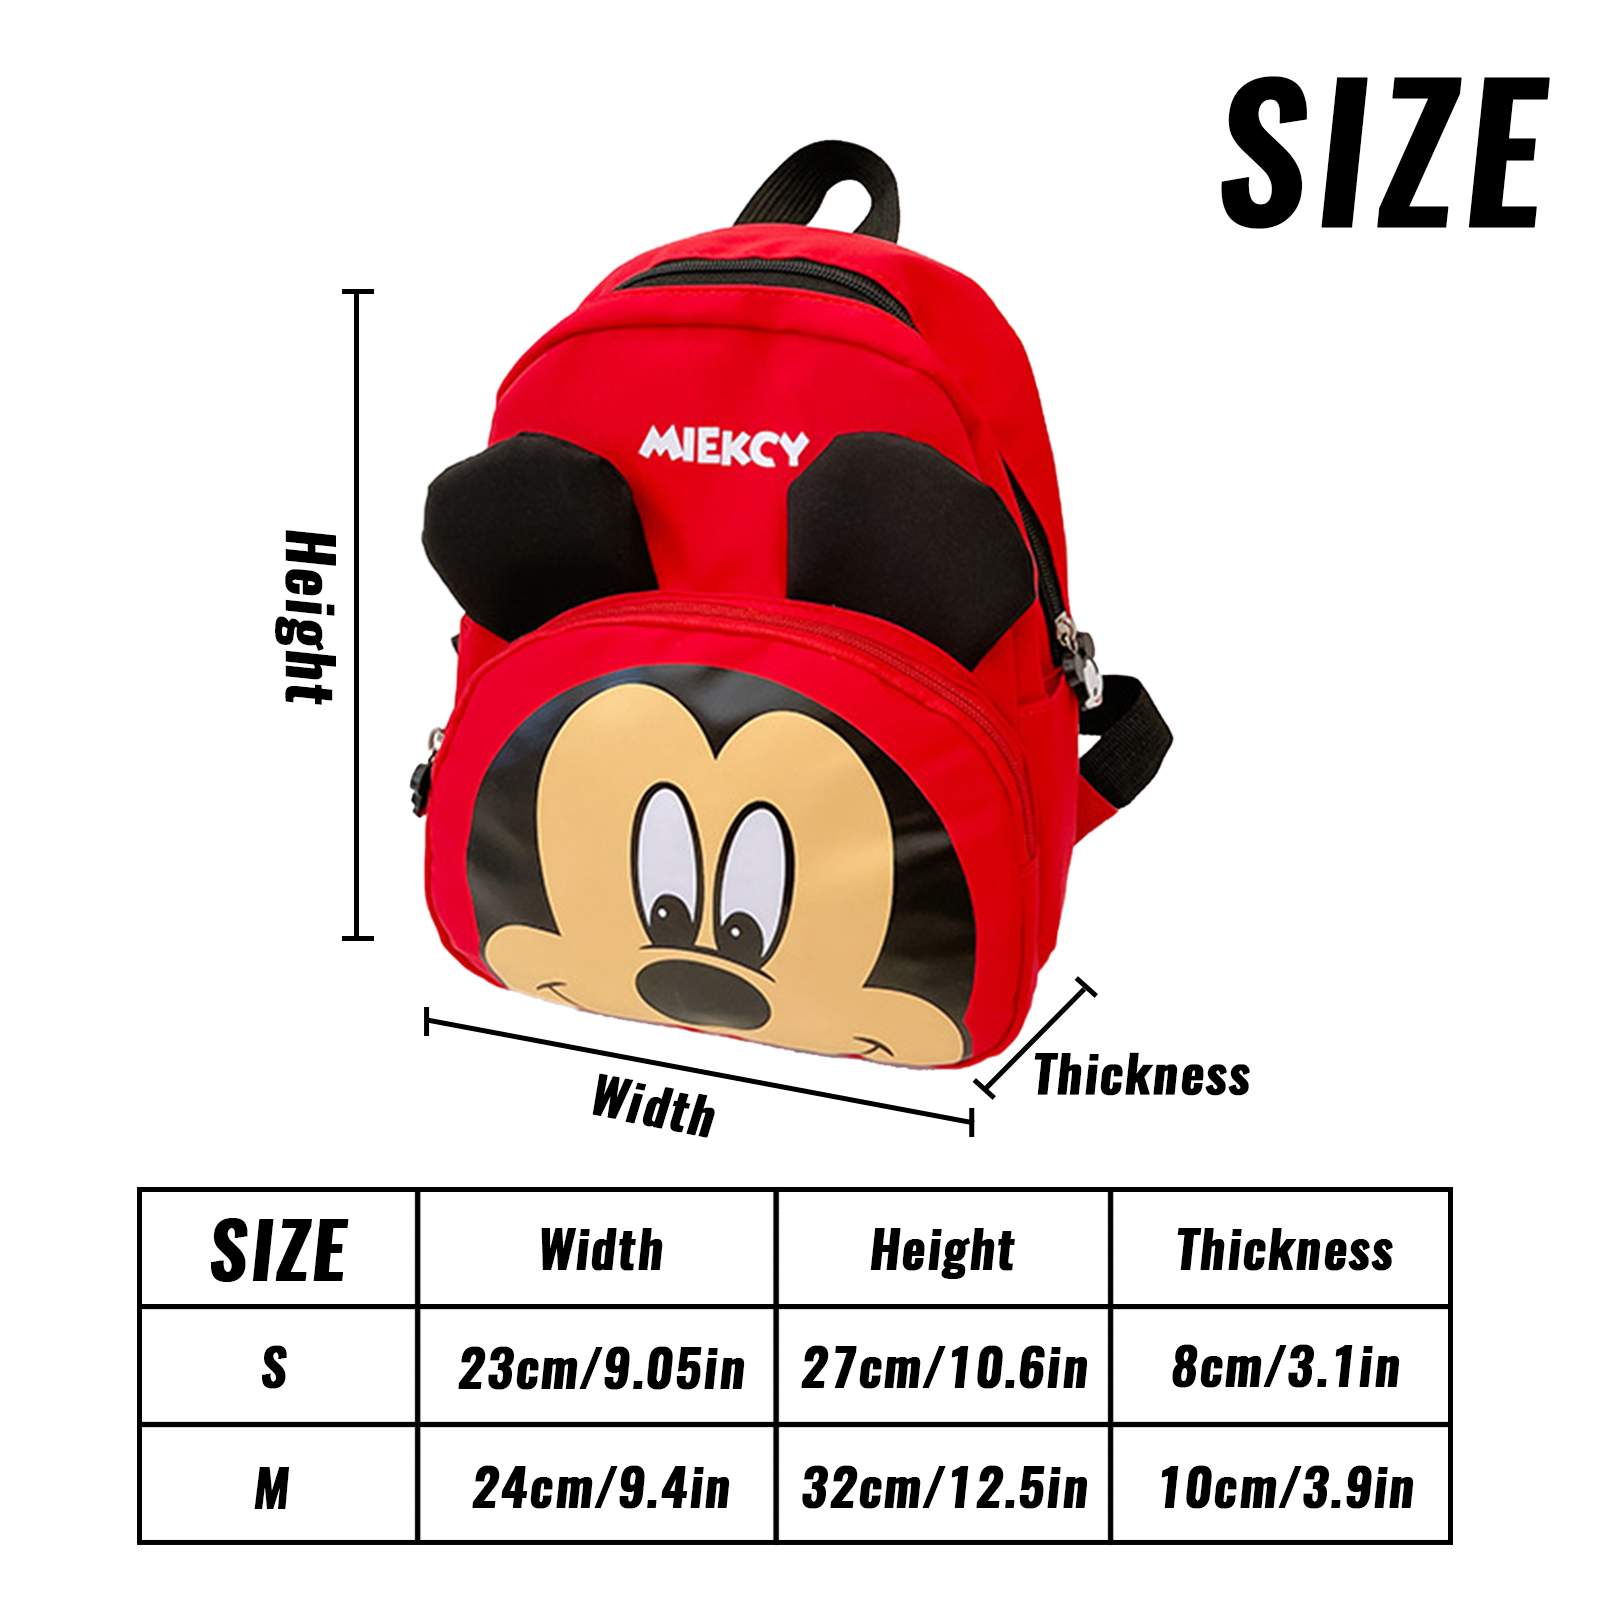 SIZE
MIEKCY
Height
Width
Thickness
SIZE Width Height Thickness
S 23cm/9.05in 27cm/10.6in 8cm/3.1in
M 24cm/9.4in 32cm/12.5in 10cm/3.9in